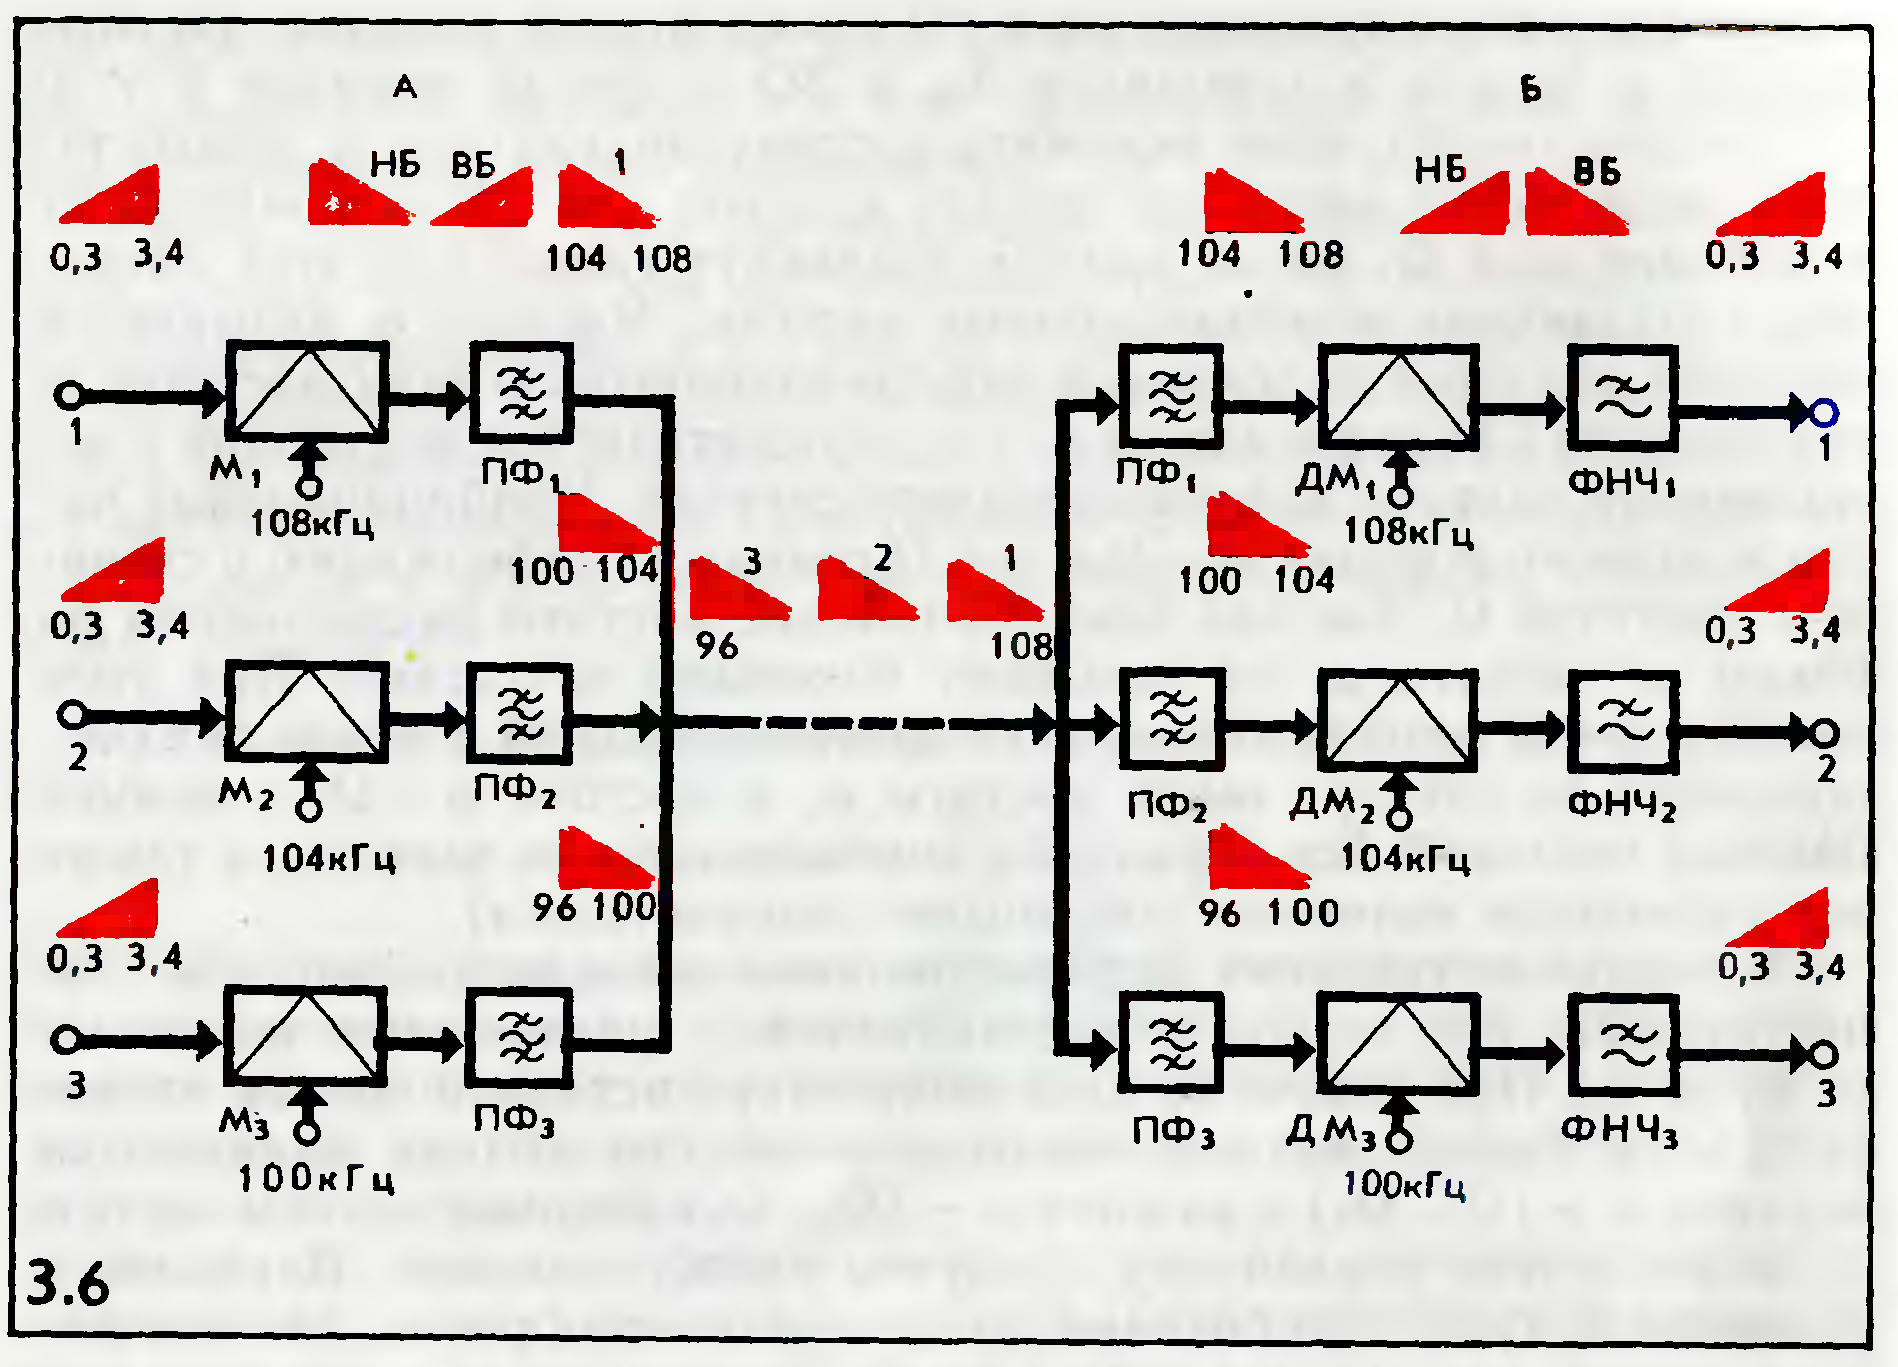 А Б
НБ ВБ 1 НБ ВБ
0,3 3,4 104 108 104 108 0,3 3,4
1 1
М1 ПФ1 ПФ1 ДМ1 ФНЧ1
108кГц 108кГц
100 104 100 104
3 2 1
0,3 3,4 96 108 0,3 3,4
2 2
М2 ПФ2 ПФ2 ДМ2 ФНЧ2
104кГц 104кГц
96 100 96 100
0,3 3,4 0,3 3,4
3 3
М3 ПФ3 ПФ3 ДМ3 ФНЧ3
100кГц 100кГц
3.6